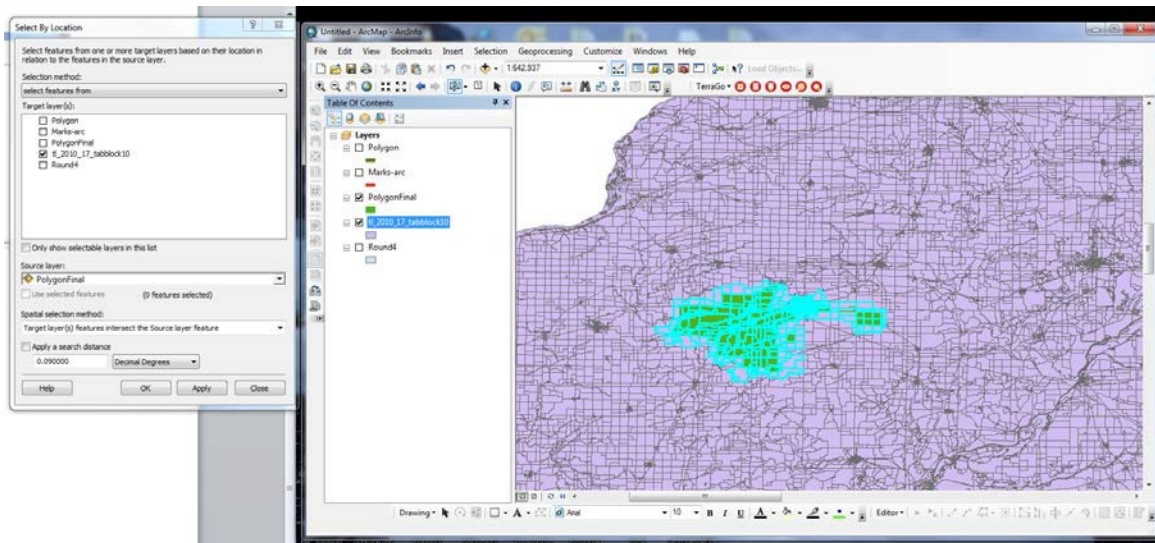 Select By Location
Select features from one or more target layers based on their location in
relation to the features in the source layer.
Selection method:
select features from
Target layer(s):
Polygon
Marks-arc
PolygonFinal
tl_2010_17_tabblock10
Round4
Only show selectable layers in this list
Source layer:
PolygonFinal
Use selected features (0 features selected)
Spatial selection method:
Target layer(s) features intersect the Source layer feature
Apply a search distance
0.090000 Decimal Degrees
Help OK Apply Close
Untitled - ArcMap - ArcInfo
File Edit View Bookmarks Insert Selection Geoprocessing Customize Windows Help
1:642,937 Load Objects...
TerraGo
Table Of Contents
Layers
Polygon
Marks-arc
PolygonFinal
tl_2010_17_tabblock10
Round4
Drawing A Arial 10 B I U A Editor